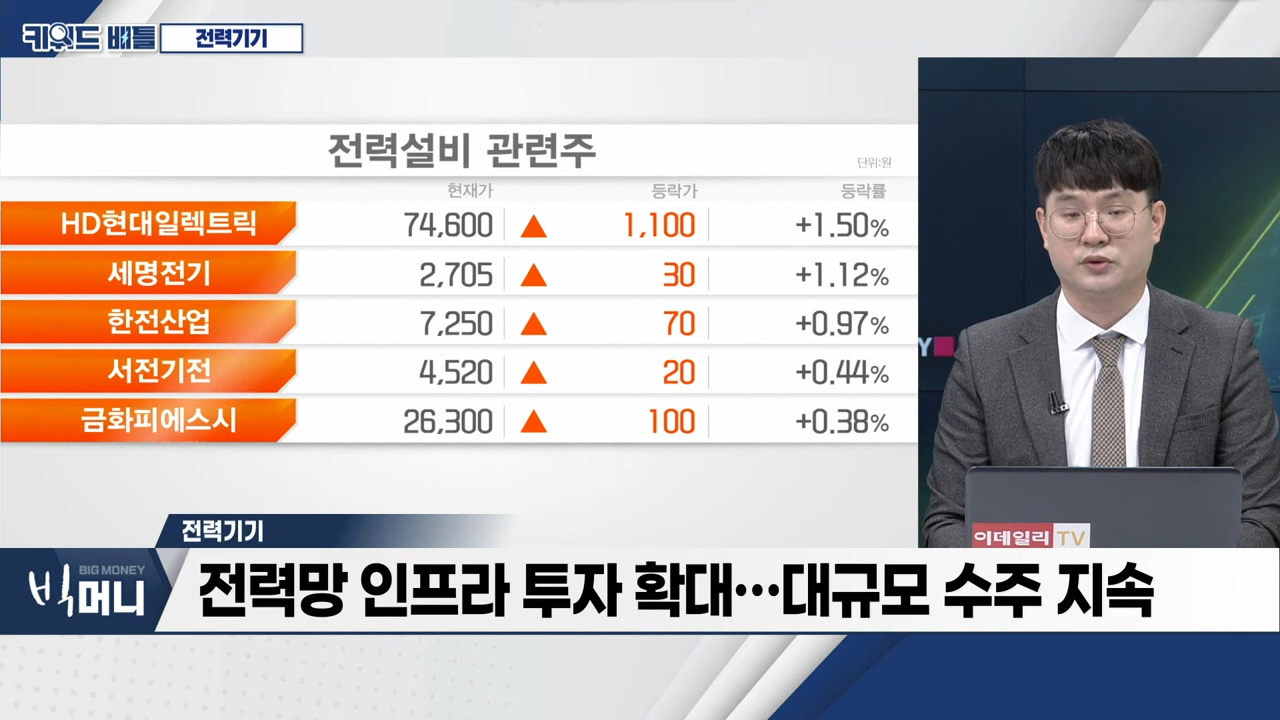 키워드 배틀 전력기기
전력설비 관련주
단위:원
현재가 등락가 등락률
HD현대일렉트릭 74,600 ▲ 1,100 +1.50%
세명전기 2,705 ▲ 30 +1.12%
한전산업 7,250 ▲ 70 +0.97%
서전기전 4,520 ▲ 20 +0.44%
금화피에스시 26,300 ▲ 100 +0.38%
Y
이데일리 TV
전력기기
BIG MONEY
빅머니
전력망 인프라 투자 확대…대규모 수주 지속